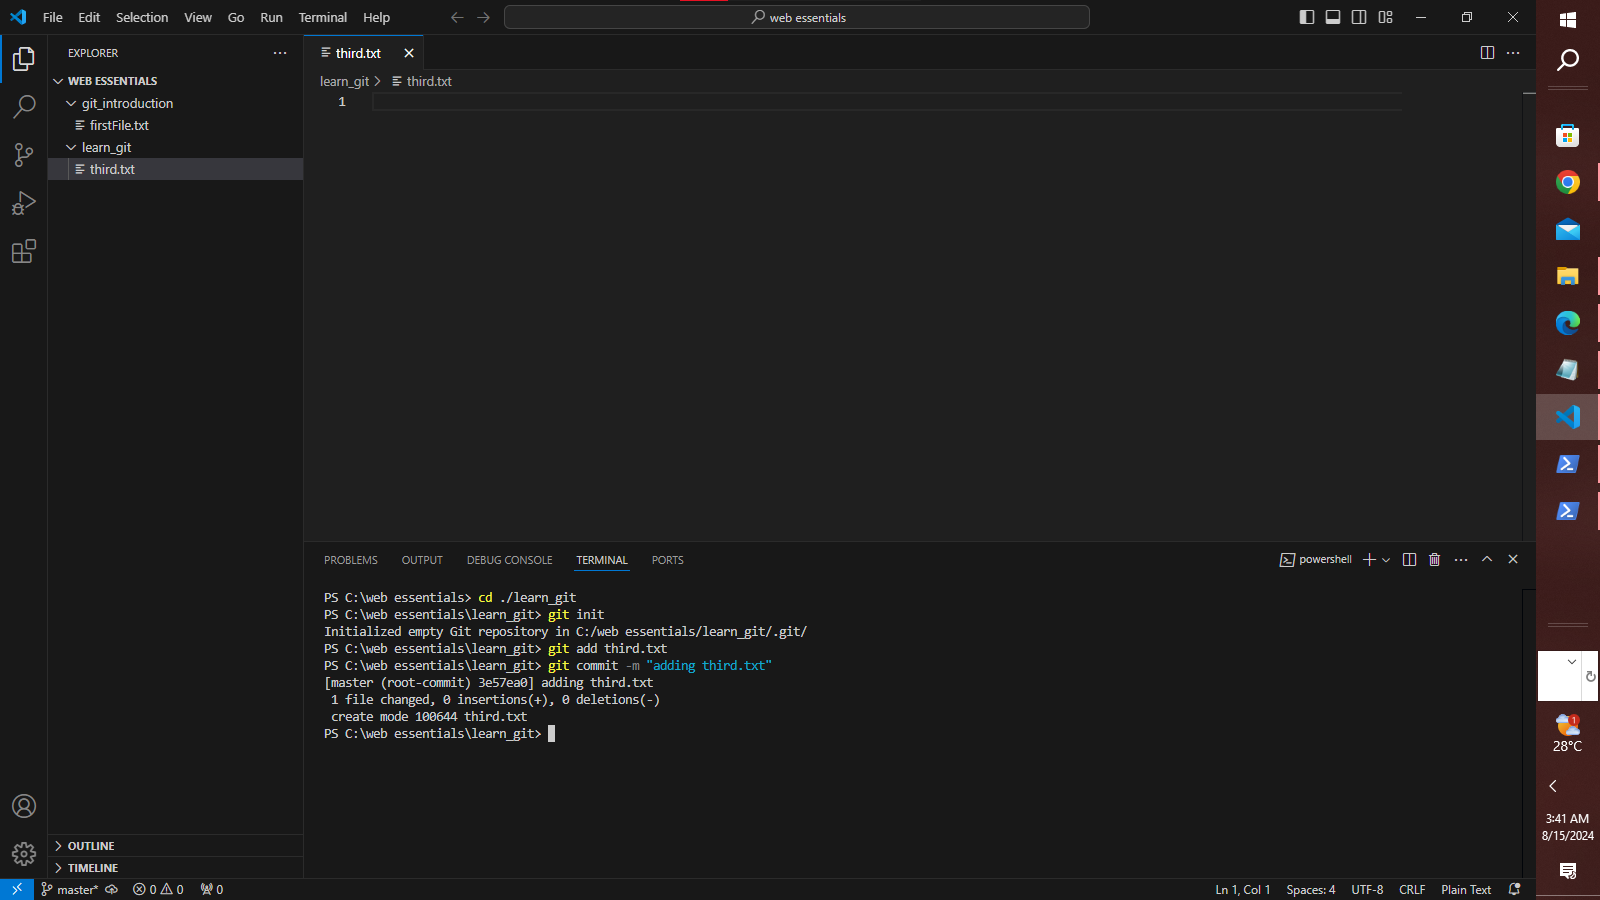 File Edit Selection View Go Run Terminal Help
web essentials
EXPLORER
WEB ESSENTIALS
git_introduction
firstFile.txt
learn_git
third.txt
OUTLINE
TIMELINE
third.txt
learn_git > third.txt
1
PROBLEMS OUTPUT DEBUG CONSOLE TERMINAL PORTS
powershell
PS C:\web essentials> cd ./learn_git
PS C:\web essentials\learn_git> git init
Initialized empty Git repository in C:/web essentials/learn_git/.git/
PS C:\web essentials\learn_git> git add third.txt
PS C:\web essentials\learn_git> git commit -m "adding third.txt"
[master (root-commit) 3e57ea0] adding third.txt
1 file changed, 0 insertions(+), 0 deletions(-)
create mode 100644 third.txt
PS C:\web essentials\learn_git>
master* 0 0 0
Ln 1, Col 1 Spaces: 4 UTF-8 CRLF Plain Text
1
28°C
3:41 AM
8/15/2024